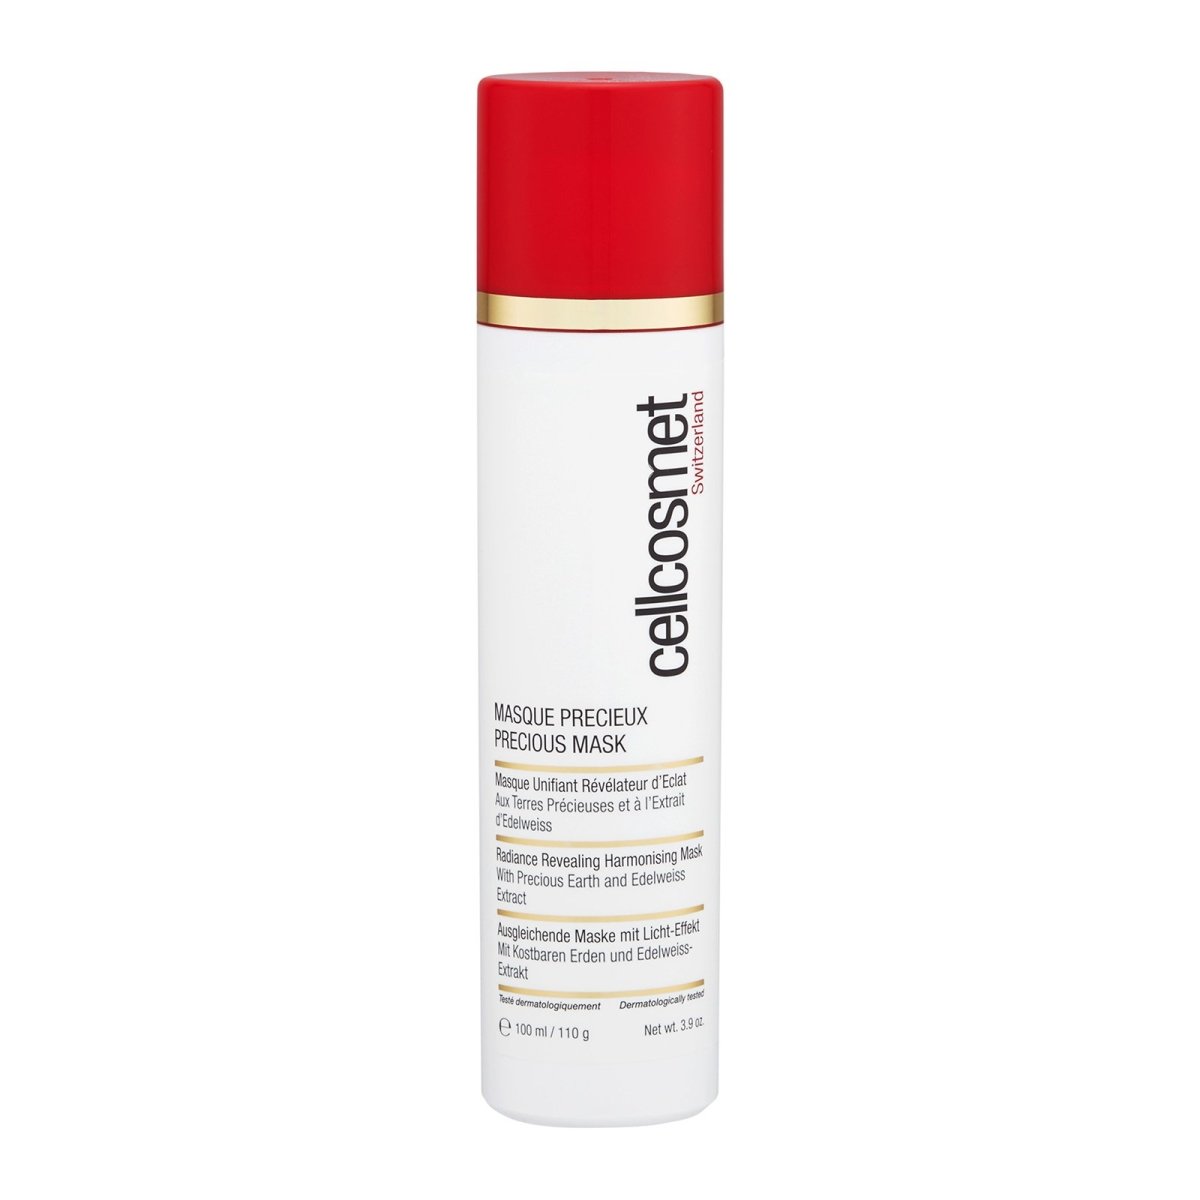 cellcosmet
Switzerland
MASQUE PRECIEUX
PRECIOUS MASK
Masque Unifiant Révélateur d'Eclat
Aux Terres Précieuses et à l'Extrait
d'Edelweiss
Radiance Revealing Harmonising Mask
With Precious Earth and Edelweiss
Extract
Ausgleichende Maske mit Licht-Effekt
Mit Kostbaren Erden und Edelweiss-
Extrakt
Testé dermatologiquement Dermatologically tested
℮ 100 ml / 110 g Net wt. 3.9 oz.